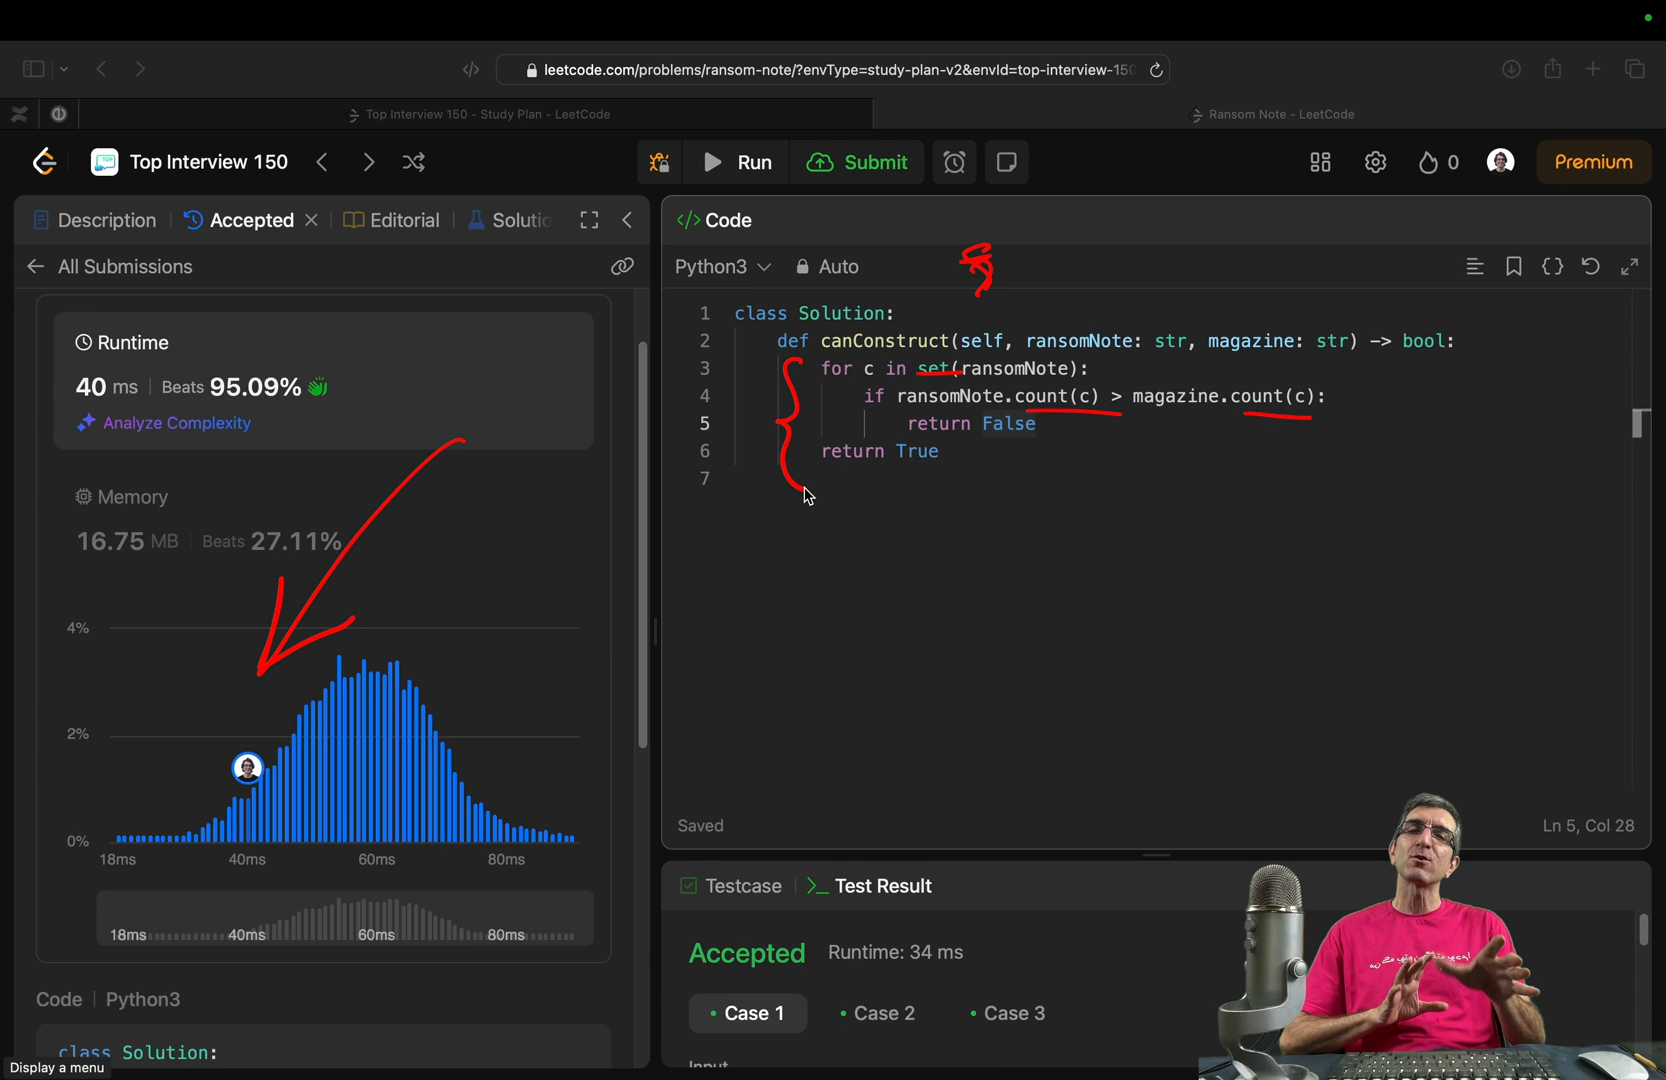 leetcode.com/problems/ransom-note/?envType=study-plan-v2&envId=top-interview-150
Top Interview 150 - Study Plan - LeetCode
Ransom Note - LeetCode
Top Interview 150
Run
Submit
0
Premium
Description
Accepted
Editorial
Solutio
All Submissions
Runtime
40 ms | Beats 95.09%
Analyze Complexity
Memory
16.75 MB | Beats 27.11%
4%
2%
0%
18ms 40ms 60ms 80ms
18ms 40ms 60ms 80ms
Code | Python3
class Solution:
Display a menu
</> Code
Python3
Auto
1 class Solution:
2 def canConstruct(self, ransomNote: str, magazine: str) -> bool:
3 for c in set(ransomNote):
4 if ransomNote.count(c) > magazine.count(c):
5 return False
6 return True
7
Saved
Ln 5, Col 28
Testcase
Test Result
Accepted Runtime: 34 ms
Case 1
Case 2
Case 3
Input